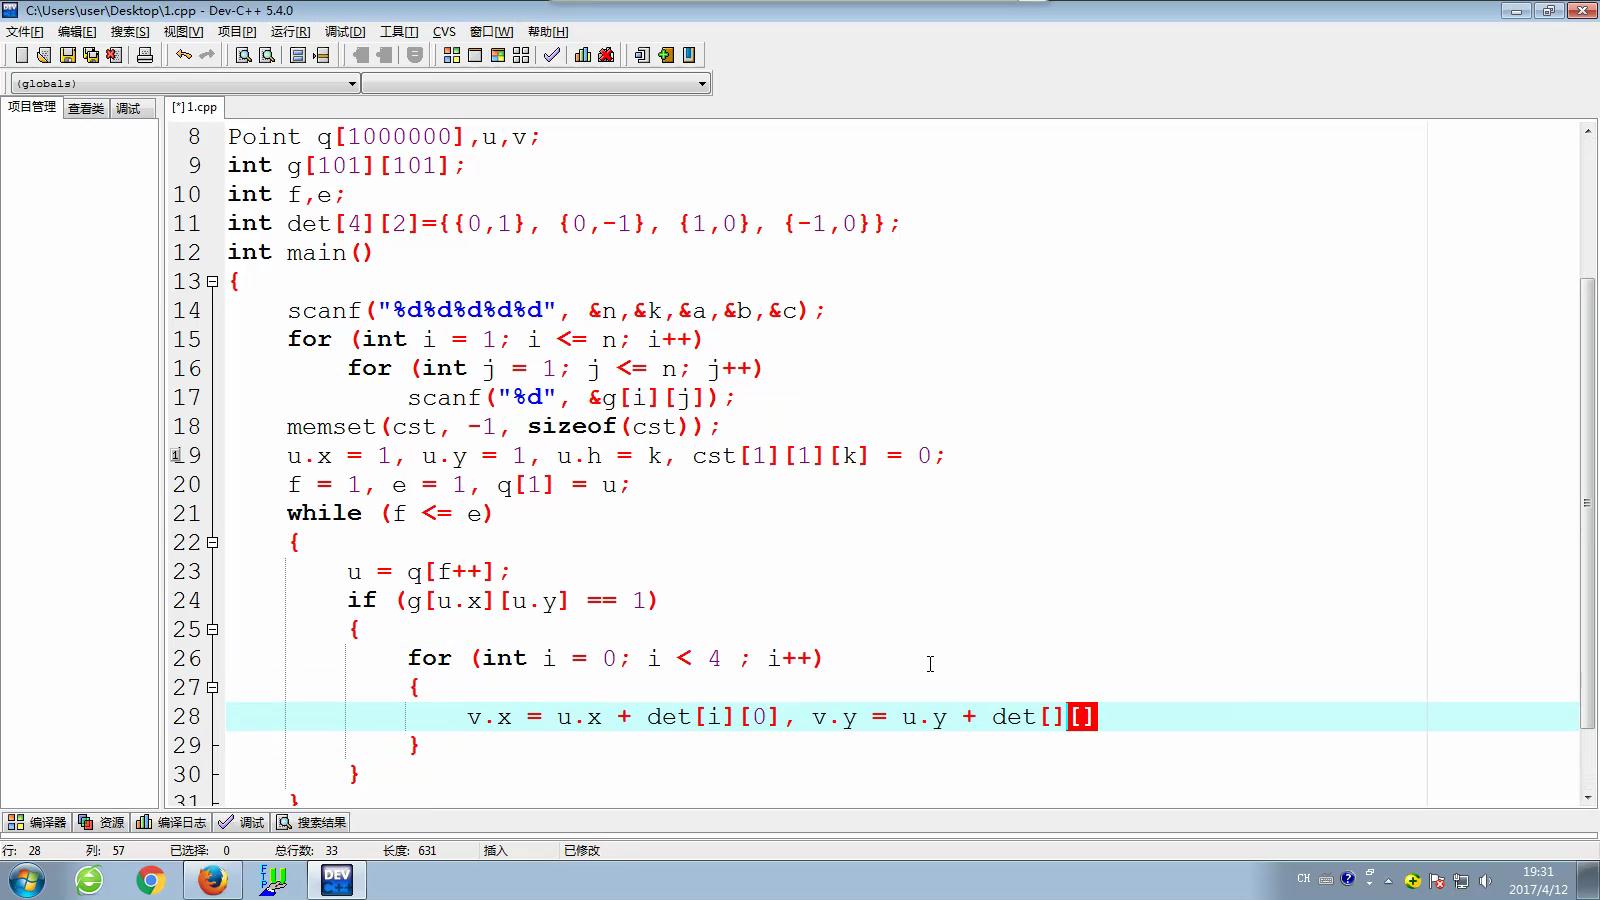 C:\Users\user\Desktop\1.cpp - Dev-C++ 5.4.0
文件[F] 编辑[E] 搜索[S] 视图[V] 项目[P] 运行[R] 调试[D] 工具[T] CVS 窗口[W] 帮助[H]
(globals)
项目管理 查看类 调试 [*] 1.cpp
8 Point q[1000000],u,v;
9 int g[101][101];
10 int f,e;
11 int det[4][2]={{0,1}, {0,-1}, {1,0}, {-1,0}};
12 int main()
13 {
14 scanf("%d%d%d%d%d", &n,&k,&a,&b,&c);
15 for (int i = 1; i <= n; i++)
16 for (int j = 1; j <= n; j++)
17 scanf("%d", &g[i][j]);
18 memset(cst, -1, sizeof(cst));
19 u.x = 1, u.y = 1, u.h = k, cst[1][1][k] = 0;
20 f = 1, e = 1, q[1] = u;
21 while (f <= e)
22 {
23 u = q[f++];
24 if (g[u.x][u.y] == 1)
25 {
26 for (int i = 0; i < 4 ; i++)
27 {
28 v.x = u.x + det[i][0], v.y = u.y + det[][]
29 }
30 }
31 }
编译器 资源 编译日志 调试 搜索结果
行: 28 列: 57 已选择: 0 总行数: 33 长度: 631 插入 已修改
FTP DEV C++ CH 19:31
2017/4/12